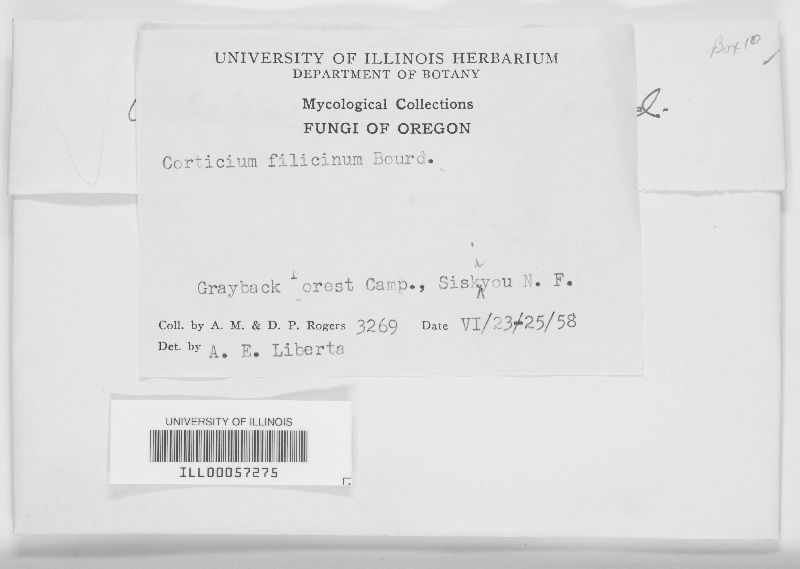 Box 10
UNIVERSITY OF ILLINOIS HERBARIUM
DEPARTMENT OF BOTANY
Mycological Collections
FUNGI OF OREGON
Corticium filicinum Bourd.
Grayback Forest Camp., Siskiyou N. F.
Coll. by A. M. & D. P. Rogers 3269 Date VI/23-25/58
Det. by A. E. Liberta
UNIVERSITY OF ILLINOIS
ILL00057275